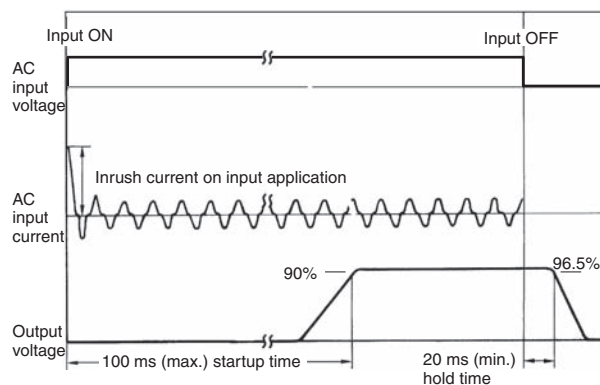 Input ON
Input OFF
AC
input
voltage
Inrush current on input application
AC
input
current
90%
96.5%
Output
voltage
100 ms (max.) startup time
20 ms (min.)
hold time